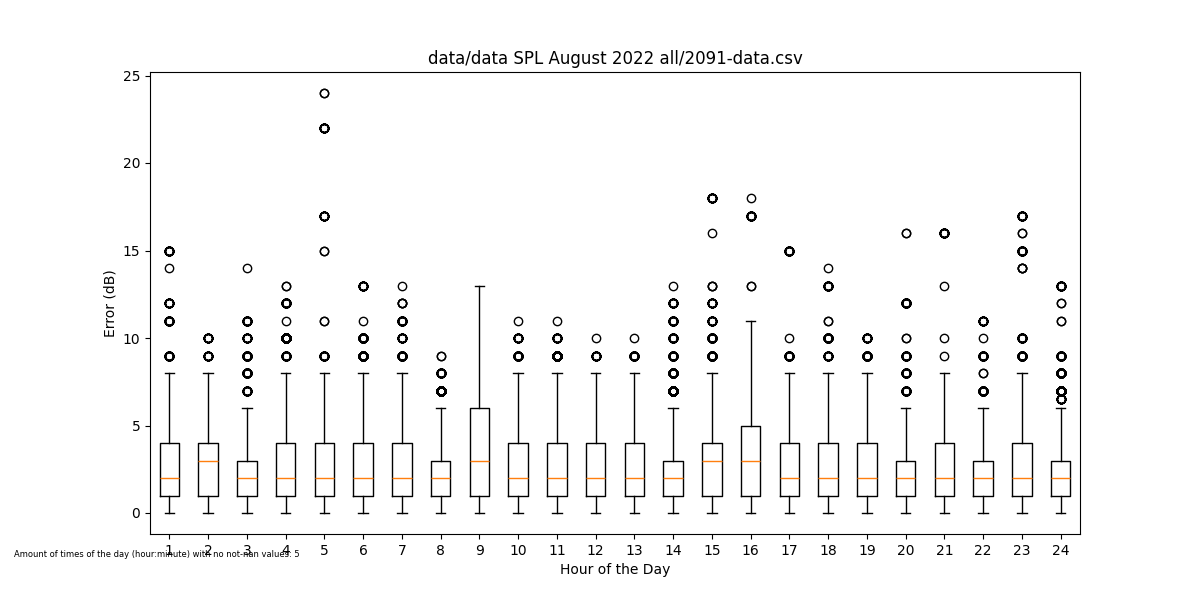 data/data SPL August 2022 all/2091-data.csv
25
20
15
10
5
0
Error (dB)
1 2 3 4 5 6 7 8 9 10 11 12 13 14 15 16 17 18 19 20 21 22 23 24
Amount of times of the day (hour:minute) with no not-nan values: 5
Hour of the Day